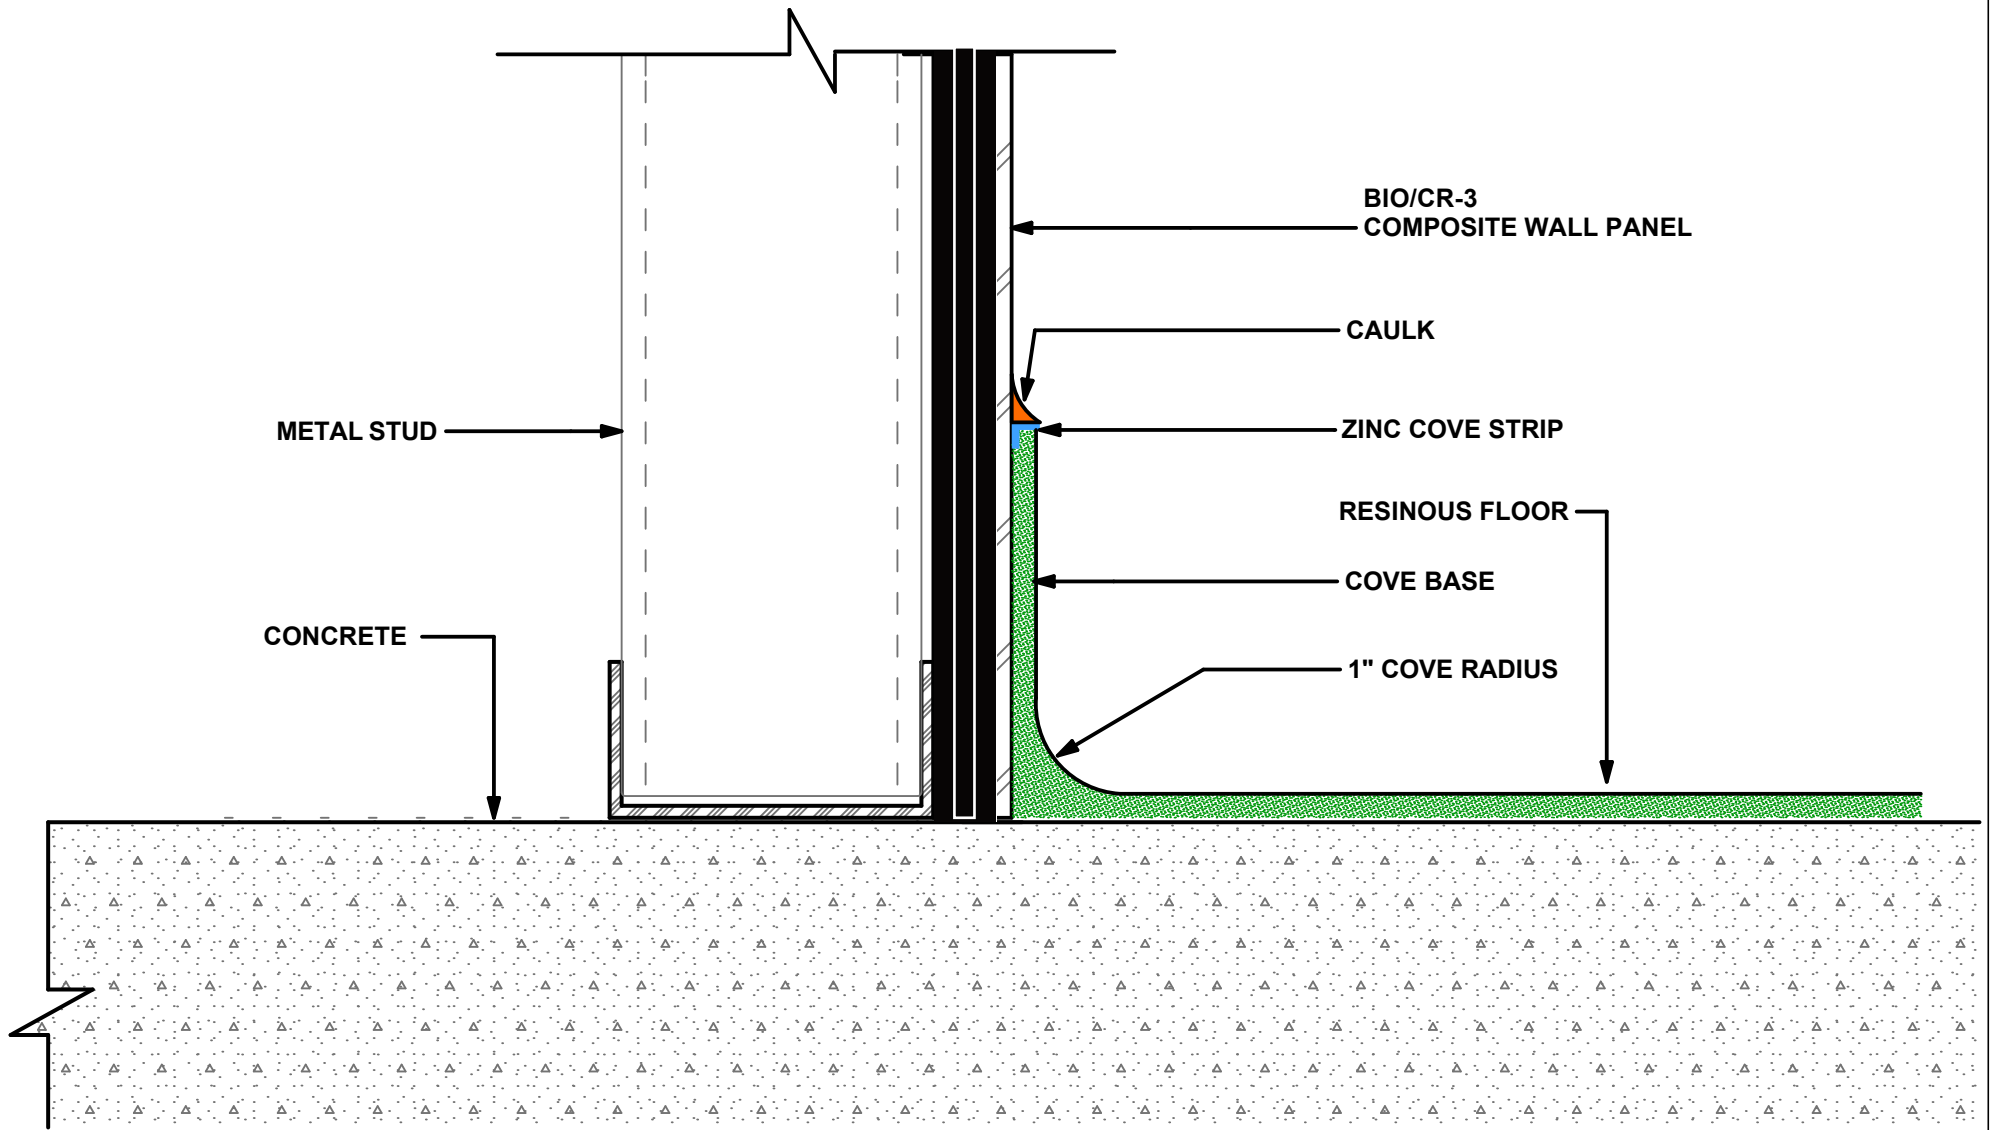 BIO/CR-3
COMPOSITE WALL PANEL
CAULK
METAL STUD
ZINC COVE STRIP
RESINOUS FLOOR
COVE BASE
CONCRETE
1" COVE RADIUS